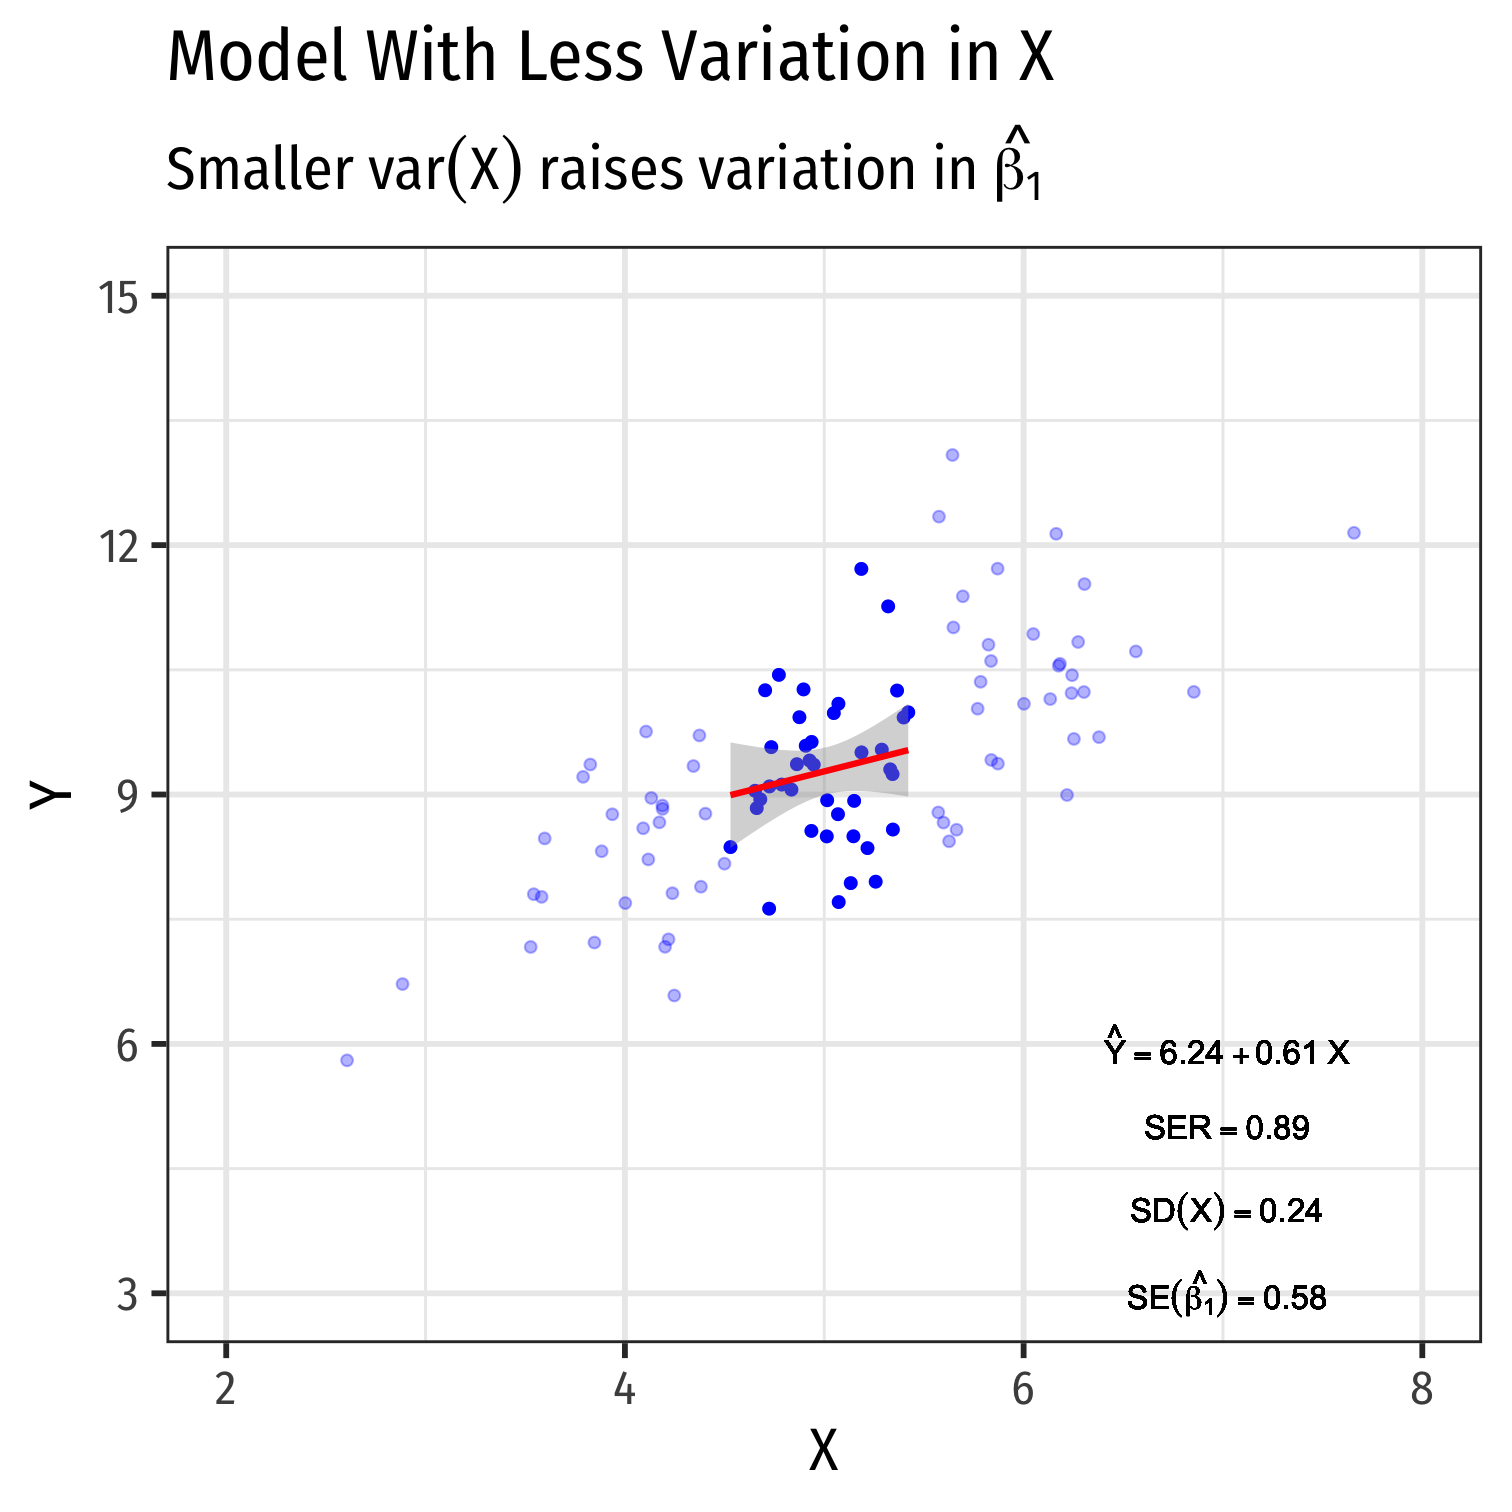 Model With Less Variation in X
Smaller var(X) raises variation in β̂₁
15
12
9
6
3
Y
Ŷ = 6.24 + 0.61 X
SER = 0.89
SD(X) = 0.24
SE(β̂₁) = 0.58
2 4 6 8
X